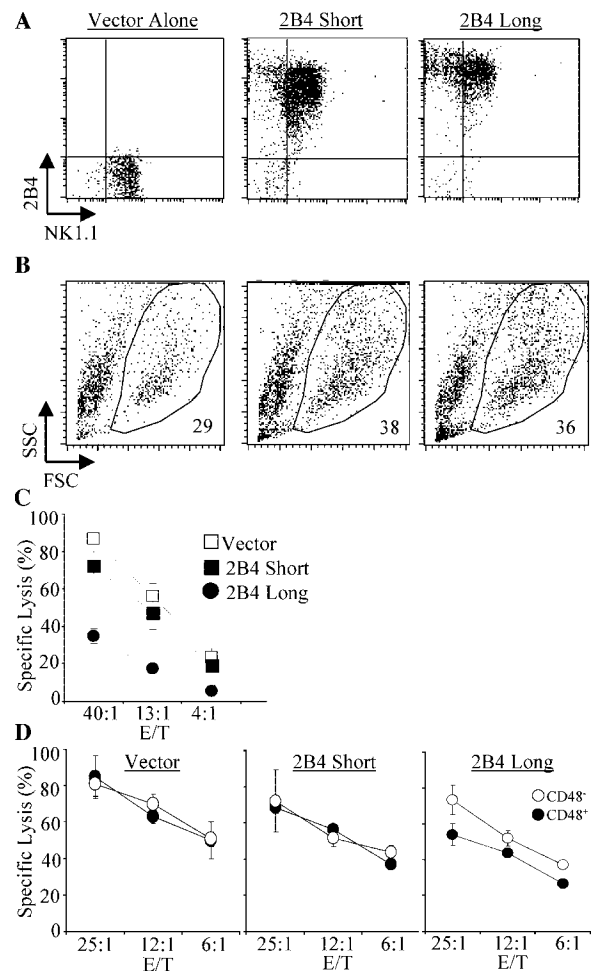 A
Vector Alone
2B4 Short
2B4 Long
2B4
NK1.1
B
29
38
36
SSC
FSC
C
Specific Lysis (%)
100
80
60
40
20
0
Vector
2B4 Short
2B4 Long
40:1 13:1 4:1
E/T
D
Specific Lysis (%)
100
80
60
40
20
0
Vector
2B4 Short
2B4 Long
CD48⁻
CD48⁺
25:1 12:1 6:1
25:1 12:1 6:1
25:1 12:1 6:1
E/T
E/T
E/T